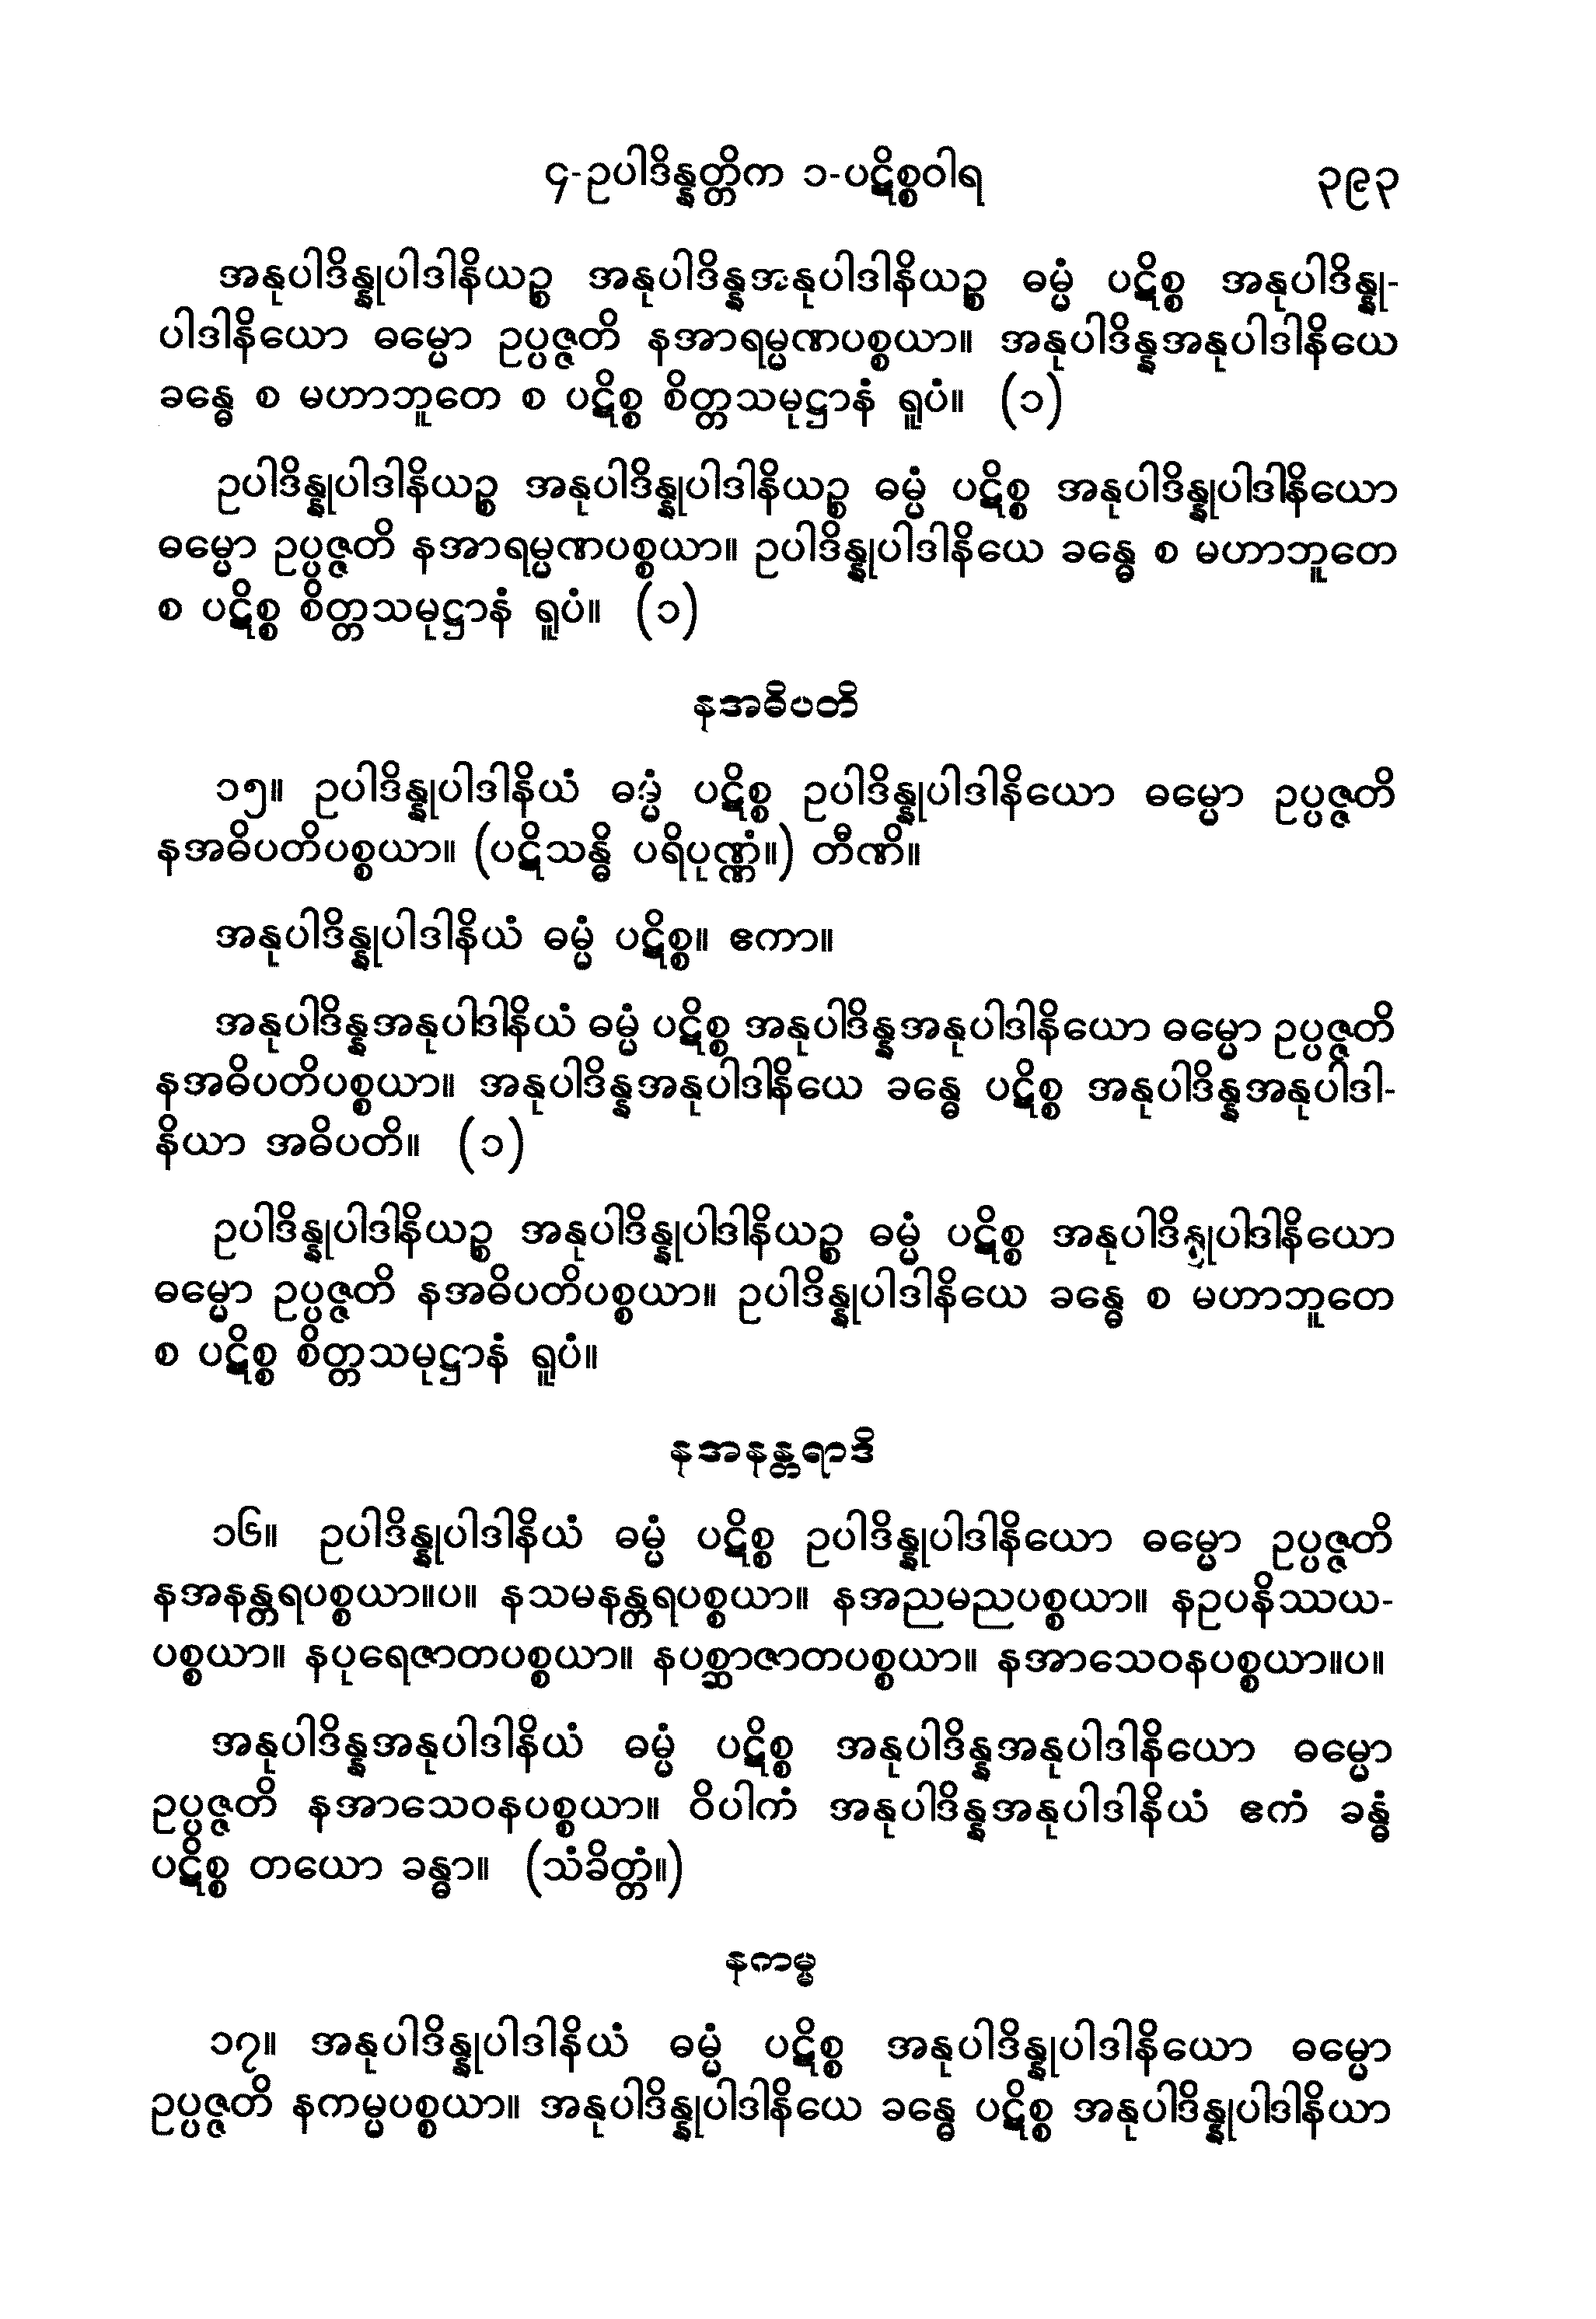 ၄-ဥပါဒိန္နတ္တိက ၁-ပဋိစ္စဝါရ ၃၉၃
အနုပါဒိန္နုပါဒါနိယဉ္စ အနုပါဒိန္နအနုပါဒါနိယဉ္စ ဓမ္မံ ပဋိစ္စ အနုပါဒိန္နု-
ပါဒါနိယော ဓမ္မော ဥပ္ပဇ္ဇတိ နအာရမ္မဏပစ္စယာ။ အနုပါဒိန္နအနုပါဒါနိယေ
ခန္ဓေ စ မဟာဘူတေ စ ပဋိစ္စ စိတ္တသမုဋ္ဌာနံ ရူပံ။ (၁)
ဥပါဒိန္နုပါဒါနိယဉ္စ အနုပါဒိန္နုပါဒါနိယဉ္စ ဓမ္မံ ပဋိစ္စ အနုပါဒိန္နုပါဒါနိယော
ဓမ္မော ဥပ္ပဇ္ဇတိ နအာရမ္မဏပစ္စယာ။ ဥပါဒိန္နုပါဒါနိယေ ခန္ဓေ စ မဟာဘူတေ
စ ပဋိစ္စ စိတ္တသမုဋ္ဌာနံ ရူပံ။ (၁)
နအဓိပတိ
၁၅။ ဥပါဒိန္နုပါဒါနိယံ ဓမ္မံ ပဋိစ္စ ဥပါဒိန္နုပါဒါနိယော ဓမ္မော ဥပ္ပဇ္ဇတိ
နအဓိပတိပစ္စယာ။ (ပဋိသန္ဓိ ပရိပုဏ္ဏံ။) တီဏိ။
အနုပါဒိန္နုပါဒါနိယံ ဓမ္မံ ပဋိစ္စ။ ဧကာ။
အနုပါဒိန္နအနုပါဒါနိယံ ဓမ္မံ ပဋိစ္စ အနုပါဒိန္နအနုပါဒါနိယော ဓမ္မော ဥပ္ပဇ္ဇတိ
နအဓိပတိပစ္စယာ။ အနုပါဒိန္နအနုပါဒါနိယေ ခန္ဓေ ပဋိစ္စ အနုပါဒိန္နအနုပါဒါ-
နိယာ အဓိပတိ။ (၁)
ဥပါဒိန္နုပါဒါနိယဉ္စ အနုပါဒိန္နုပါဒါနိယဉ္စ ဓမ္မံ ပဋိစ္စ အနုပါဒိန္နုပါဒါနိယော
ဓမ္မော ဥပ္ပဇ္ဇတိ နအဓိပတိပစ္စယာ။ ဥပါဒိန္နုပါဒါနိယေ ခန္ဓေ စ မဟာဘူတေ
စ ပဋိစ္စ စိတ္တသမုဋ္ဌာနံ ရူပံ။
နအနန္တရာဒိ
၁၆။ ဥပါဒိန္နုပါဒါနိယံ ဓမ္မံ ပဋိစ္စ ဥပါဒိန္နုပါဒါနိယော ဓမ္မော ဥပ္ပဇ္ဇတိ
နအနန္တရပစ္စယာ။ပ။ နသမနန္တရပစ္စယာ။ နအညမညပစ္စယာ။ နဥပနိဿယ-
ပစ္စယာ။ နပုရေဇာတပစ္စယာ။ နပစ္ဆာဇာတပစ္စယာ။ နအာသေဝနပစ္စယာ။ပ။
အနုပါဒိန္နအနုပါဒါနိယံ ဓမ္မံ ပဋိစ္စ အနုပါဒိန္နအနုပါဒါနိယော ဓမ္မော
ဥပ္ပဇ္ဇတိ နအာသေဝနပစ္စယာ။ ဝိပါကံ အနုပါဒိန္နအနုပါဒါနိယံ ဧကံ ခန္ဓံ
ပဋိစ္စ တယော ခန္ဓာ။ (သံခိတ္တံ။)
နကမ္မ
၁၇။ အနုပါဒိန္နုပါဒါနိယံ ဓမ္မံ ပဋိစ္စ အနုပါဒိန္နုပါဒါနိယော ဓမ္မော
ဥပ္ပဇ္ဇတိ နကမ္မပစ္စယာ။ အနုပါဒိန္နုပါဒါနိယေ ခန္ဓေ ပဋိစ္စ အနုပါဒိန္နုပါဒါနိယာ